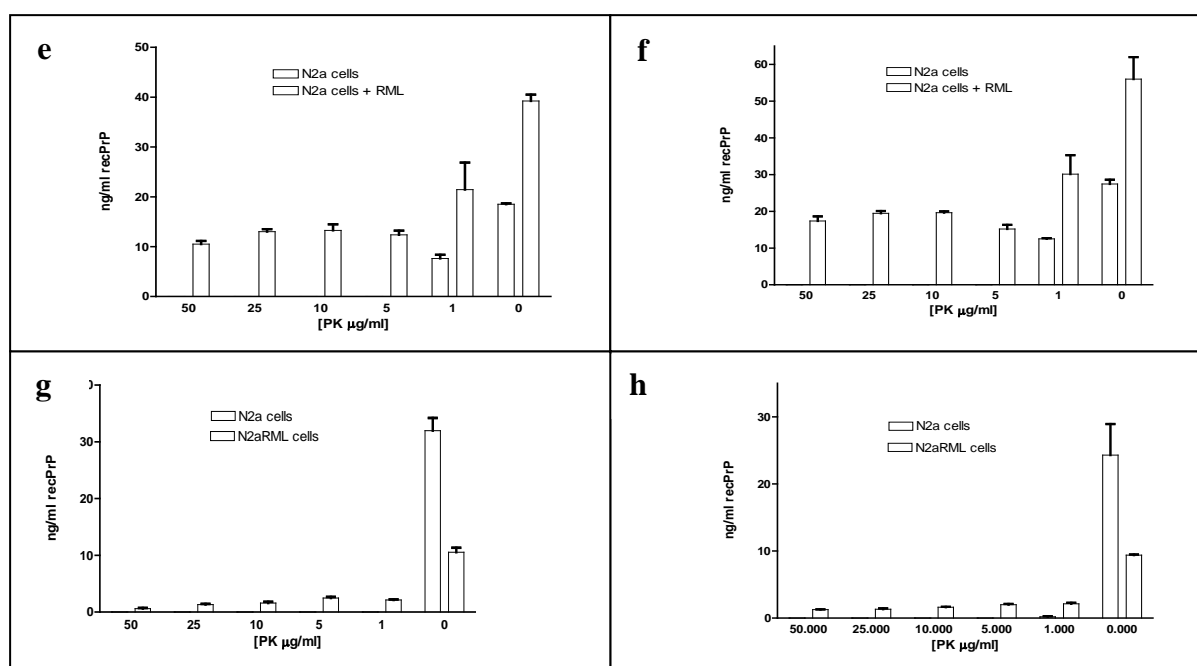 e
50
40
30
20
10
0
ng/ml recPrP
N2a cells
N2a cells + RML
50 25 10 5 1 0
[PK µg/ml]
f
60
50
40
30
20
10
0
ng/ml recPrP
N2a cells
N2a cells + RML
50 25 10 5 1 0
[PK µg/ml]
g
0
30
30
10
0
ng/ml recPrP
N2a cells
N2aRML cells
50 25 10 5 1 0
[PK µg/ml]
h
30
20
10
0
ng/ml recPrP
N2a cells
N2aRML cells
50.000 25.000 10.000 5.000 1.000 0.000
[PK µg/ml]